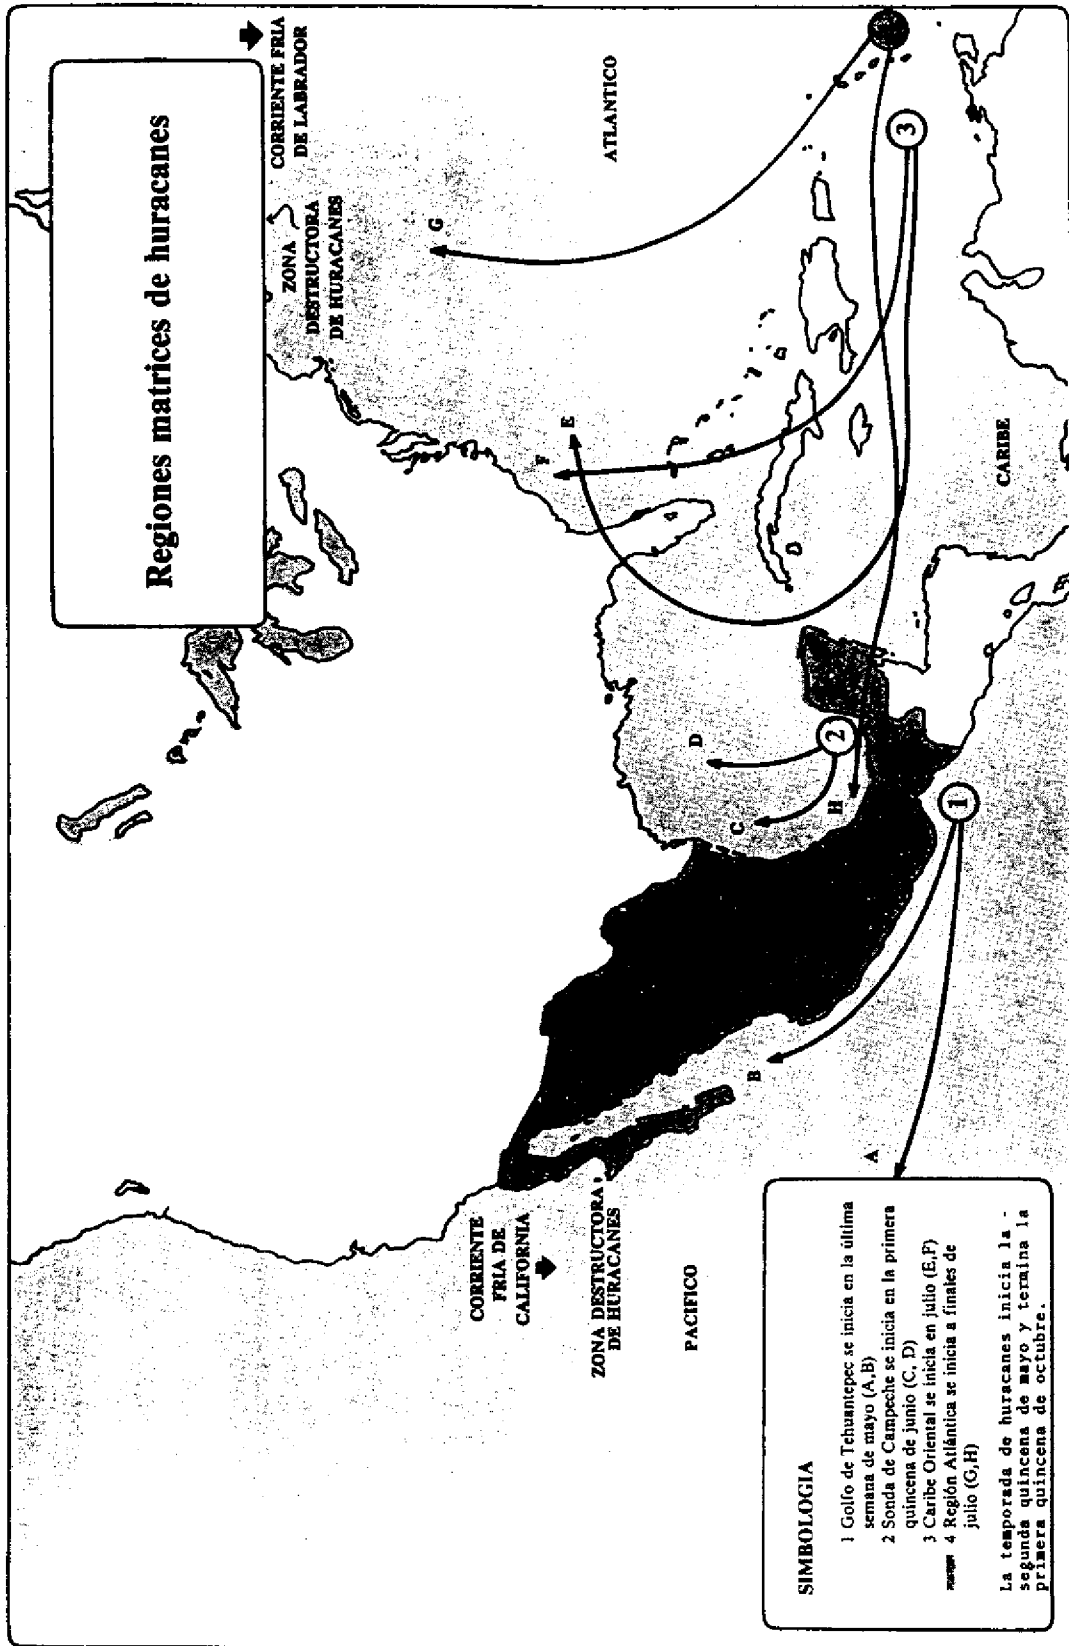 Regiones matrices de huracanes
CORRIENTE FRIA
DE LABRADOR
ZONA
DESTRUCTORA
DE HURACANES
ATLANTICO
G
F
E
D
C
H
2
3
1
B
A
CARIBE
CORRIENTE
FRIA DE
CALIFORNIA
ZONA DESTRUCTORA
DE HURACANES
PACIFICO
SIMBOLOGIA
1 Golfo de Tehuantepec se inicia en la última
semana de mayo (A,B)
2 Sonda de Campeche se inicia en la primera
quincena de junio (C, D)
3 Caribe Oriental se inicia en julio (E,F)
4 Región Atlántica se inicia a finales de
julio (G,H)
La temporada de huracanes inicia la -
segunda quincena de mayo y termina la
primera quincena de octubre.